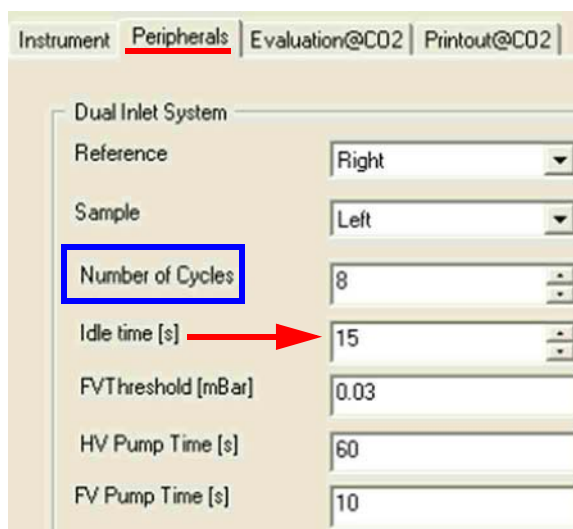 Instrument Peripherals Evaluation@CO2 Printout@CO2
Dual Inlet System
Reference Right
Sample Left
Number of Cycles 8
Idle time [s] 15
FVThreshold [mBar] 0.03
HV Pump Time [s] 60
FV Pump Time [s] 10